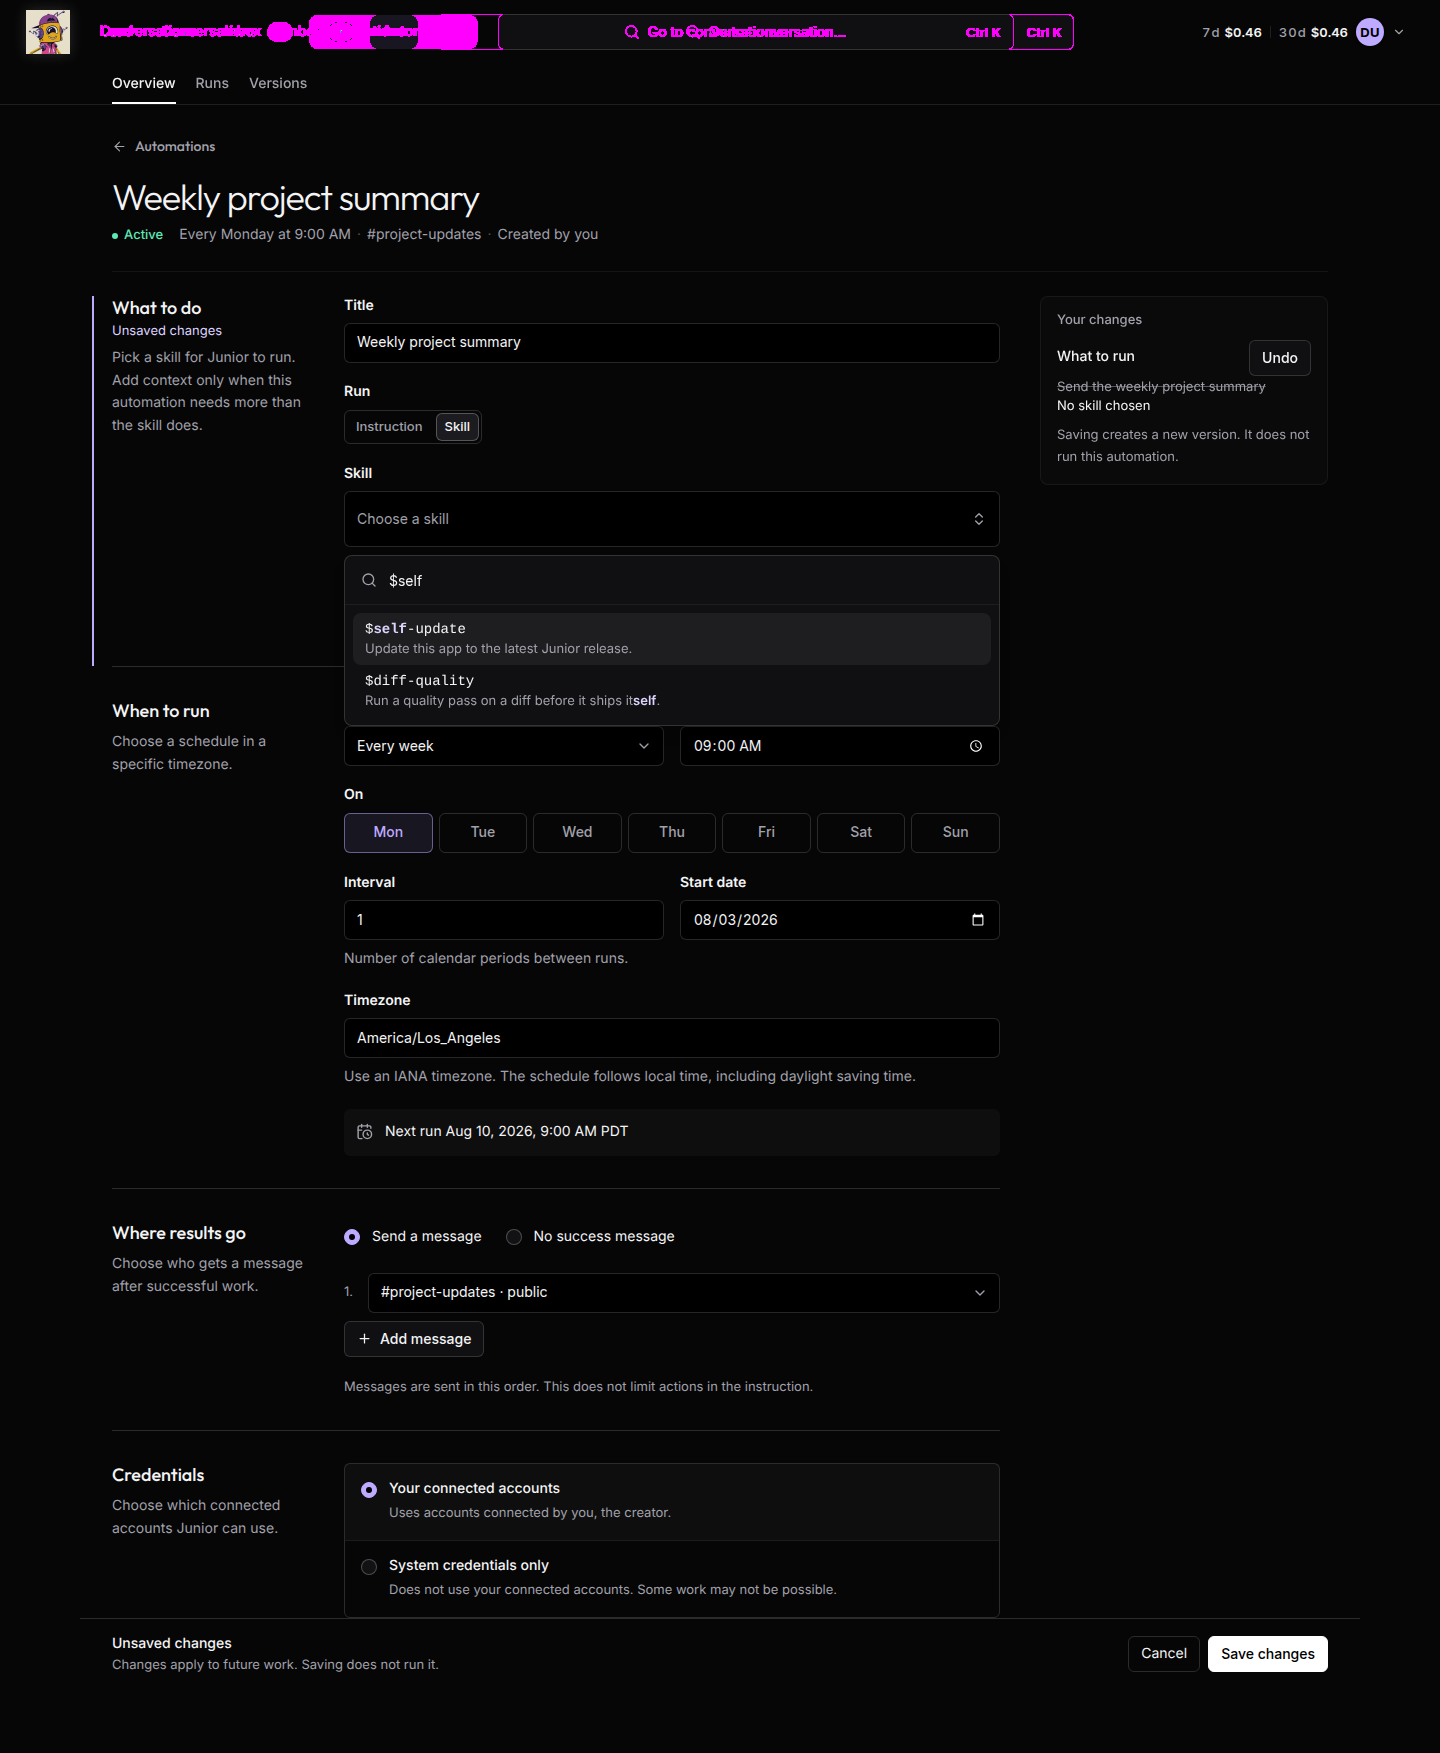 Ctrl K
Ctrl K
7d $0.46
30d $0.46
DU
Overview
Runs
Versions
Automations
Weekly project summary
Active
Every Monday at 9:00 AM · #project-updates · Created by you
What to do
Unsaved changes
Pick a skill for Junior to run.
Add context only when this
automation needs more than
the skill does.
Title
Weekly project summary
Run
Instruction
Skill
Skill
Choose a skill
$self
$self-update
Update this app to the latest Junior release.
$diff-quality
Run a quality pass on a diff before it ships itself.
Your changes
What to run
Undo
Send the weekly project summary
No skill chosen
Saving creates a new version. It does not
run this automation.
When to run
Choose a schedule in a
specific timezone.
Every week
09:00 AM
On
Mon
Tue
Wed
Thu
Fri
Sat
Sun
Interval
Start date
1
08/03/2026
Number of calendar periods between runs.
Timezone
America/Los_Angeles
Use an IANA timezone. The schedule follows local time, including daylight saving time.
Next run Aug 10, 2026, 9:00 AM PDT
Where results go
Choose who gets a message
after successful work.
Send a message
No success message
1.
#project-updates · public
Add message
Messages are sent in this order. This does not limit actions in the instruction.
Credentials
Choose which connected
accounts Junior can use.
Your connected accounts
Uses accounts connected by you, the creator.
System credentials only
Does not use your connected accounts. Some work may not be possible.
Unsaved changes
Changes apply to future work. Saving does not run it.
Cancel
Save changes